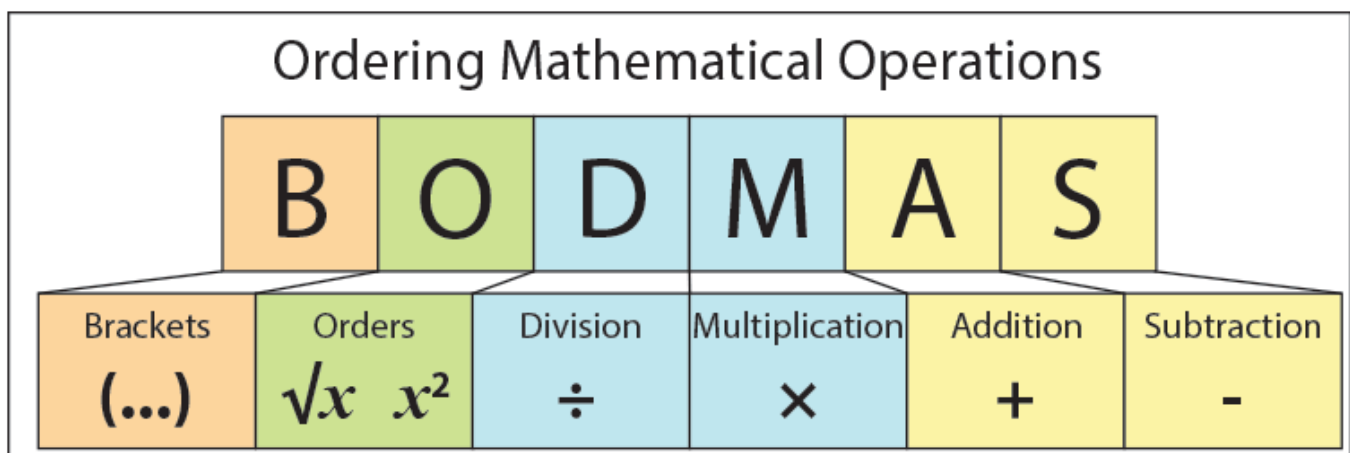 Ordering Mathematical Operations
B O D M A S
Brackets Orders Division Multiplication Addition Subtraction
(...) √x x² ÷ × + -